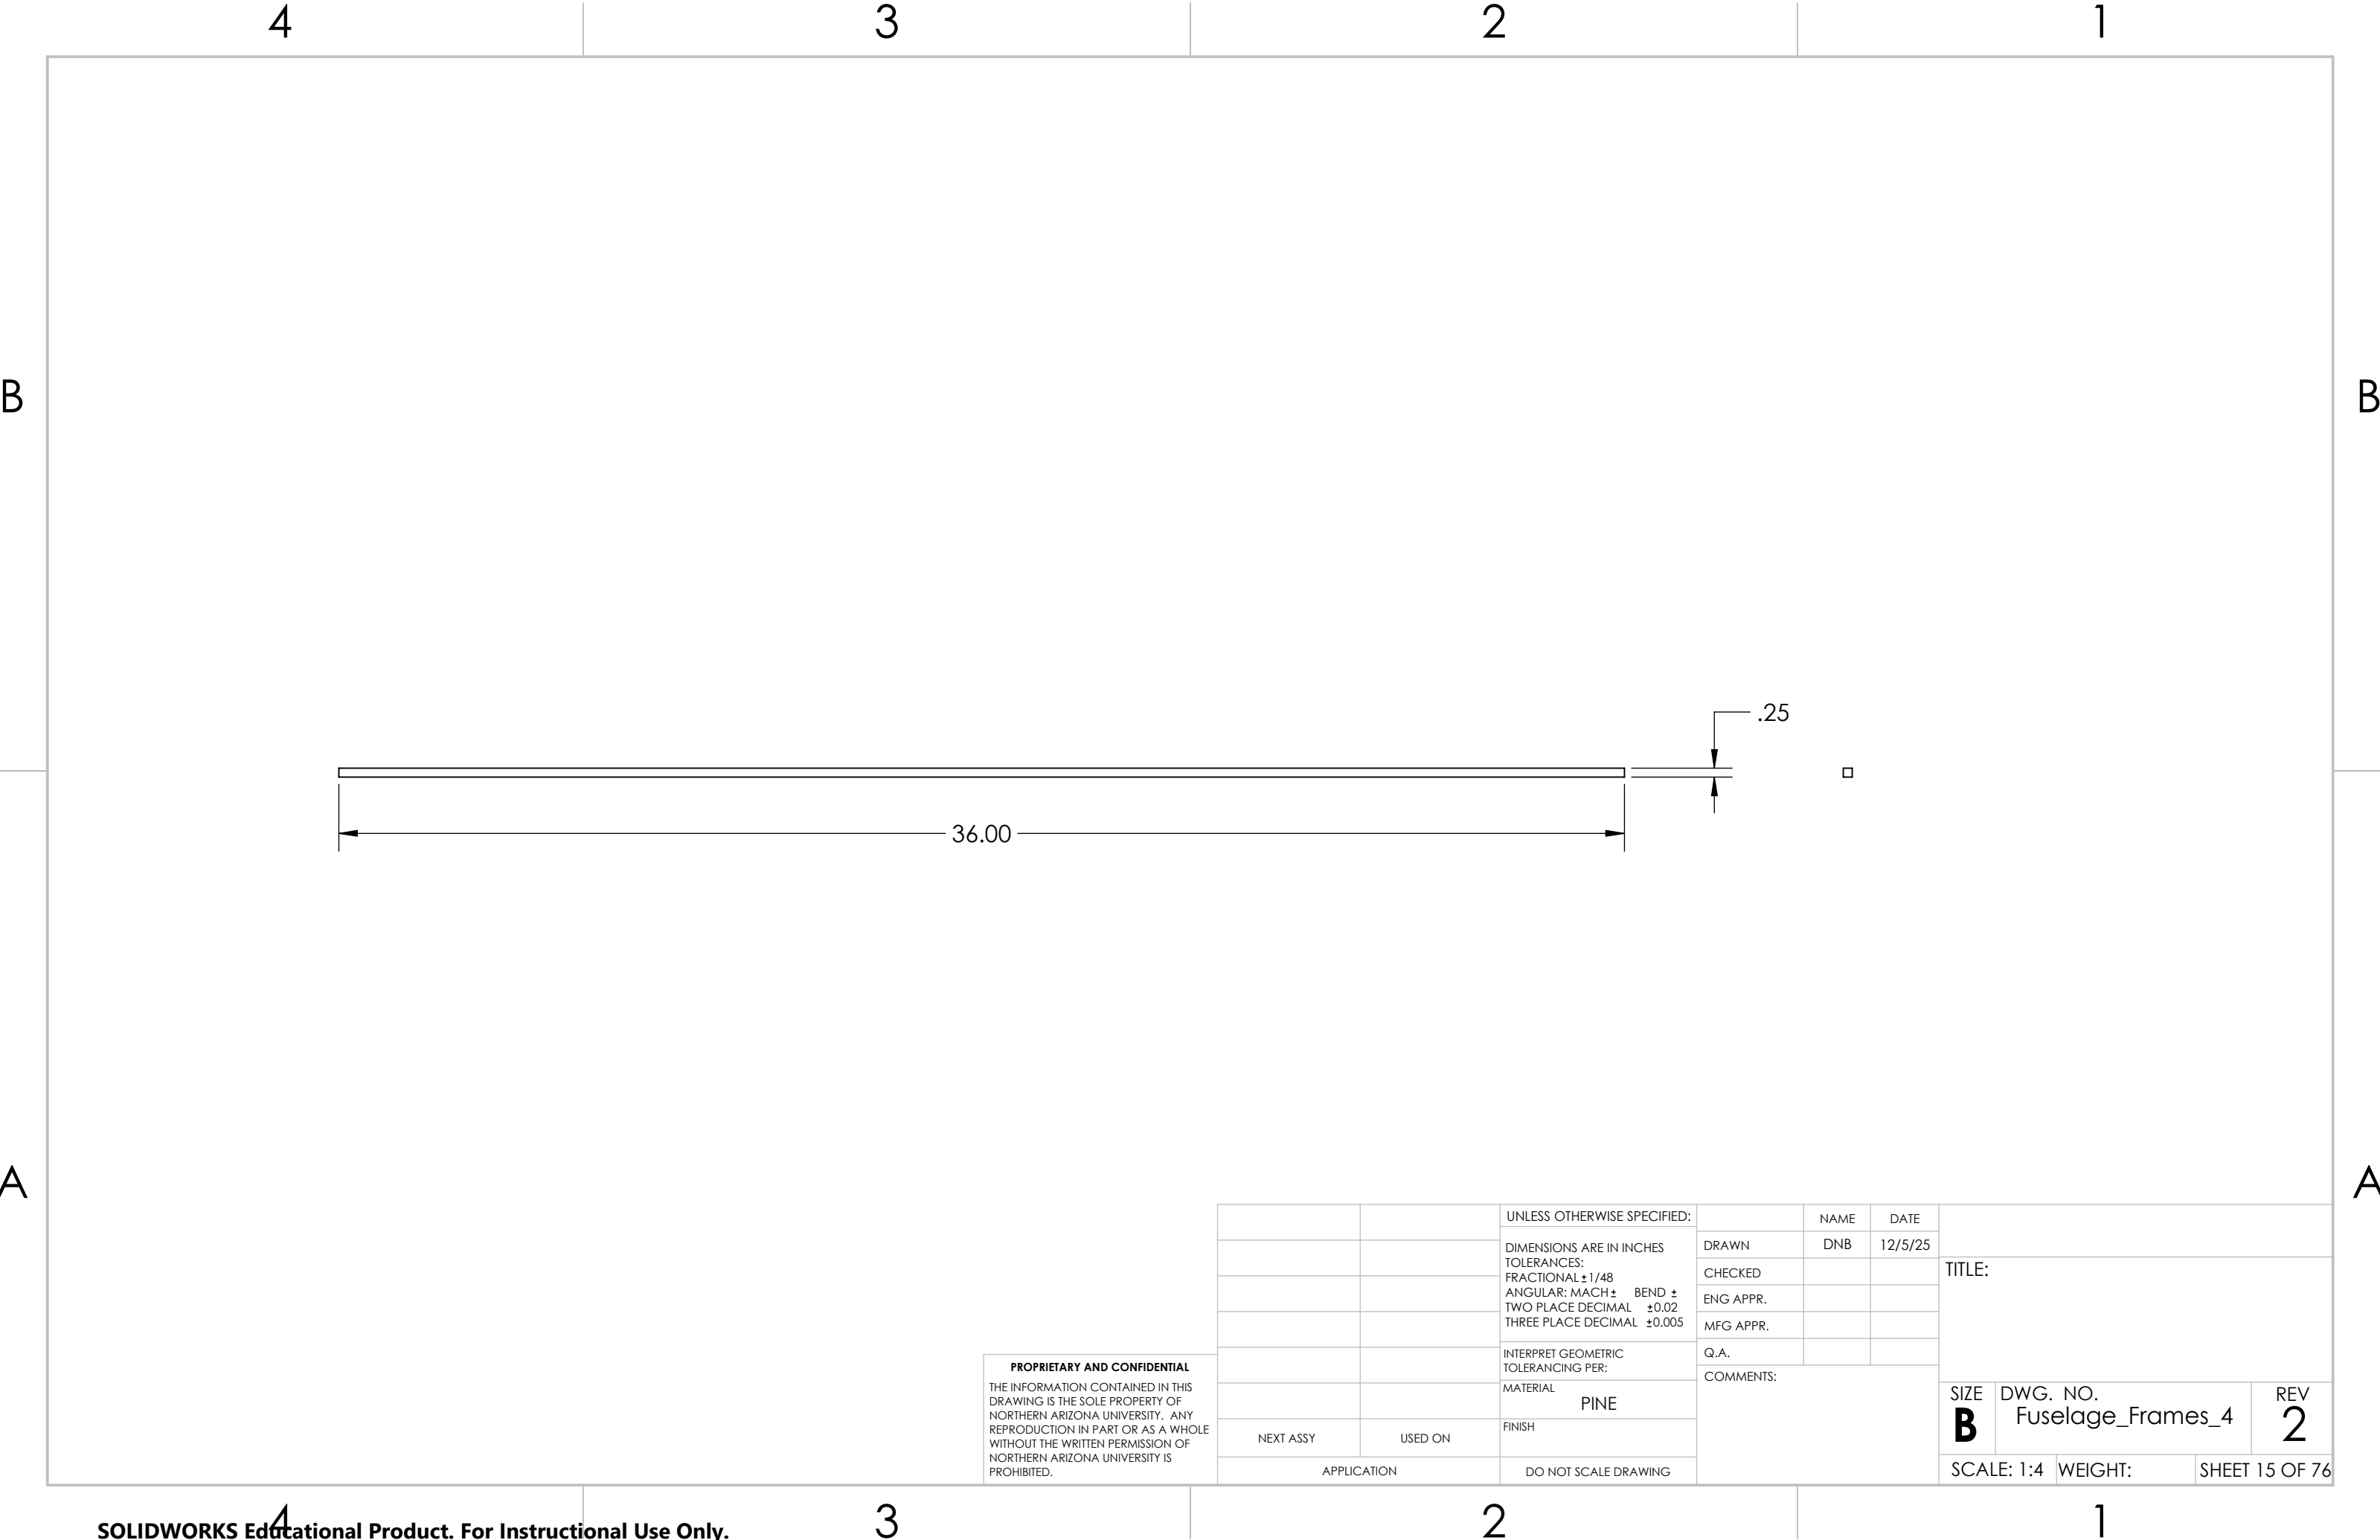 4 3 2 1
B B
.25
36.00
A A
UNLESS OTHERWISE SPECIFIED:
DIMENSIONS ARE IN INCHES
TOLERANCES:
FRACTIONAL ± 1/48
ANGULAR: MACH ± BEND ±
TWO PLACE DECIMAL ±0.02
THREE PLACE DECIMAL ±0.005
INTERPRET GEOMETRIC
TOLERANCING PER:
MATERIAL
PINE
FINISH
DO NOT SCALE DRAWING
NAME DATE
DRAWN DNB 12/5/25
CHECKED
ENG APPR.
MFG APPR.
Q.A.
COMMENTS:
TITLE:
SIZE DWG. NO. REV
B Fuselage_Frames_4 2
SCALE: 1:4 WEIGHT: SHEET 15 OF 76
PROPRIETARY AND CONFIDENTIAL
THE INFORMATION CONTAINED IN THIS
DRAWING IS THE SOLE PROPERTY OF
NORTHERN ARIZONA UNIVERSITY. ANY
REPRODUCTION IN PART OR AS A WHOLE
WITHOUT THE WRITTEN PERMISSION OF
NORTHERN ARIZONA UNIVERSITY IS
PROHIBITED.
NEXT ASSY USED ON
APPLICATION
4 3 2 1
SOLIDWORKS Educational Product. For Instructional Use Only.